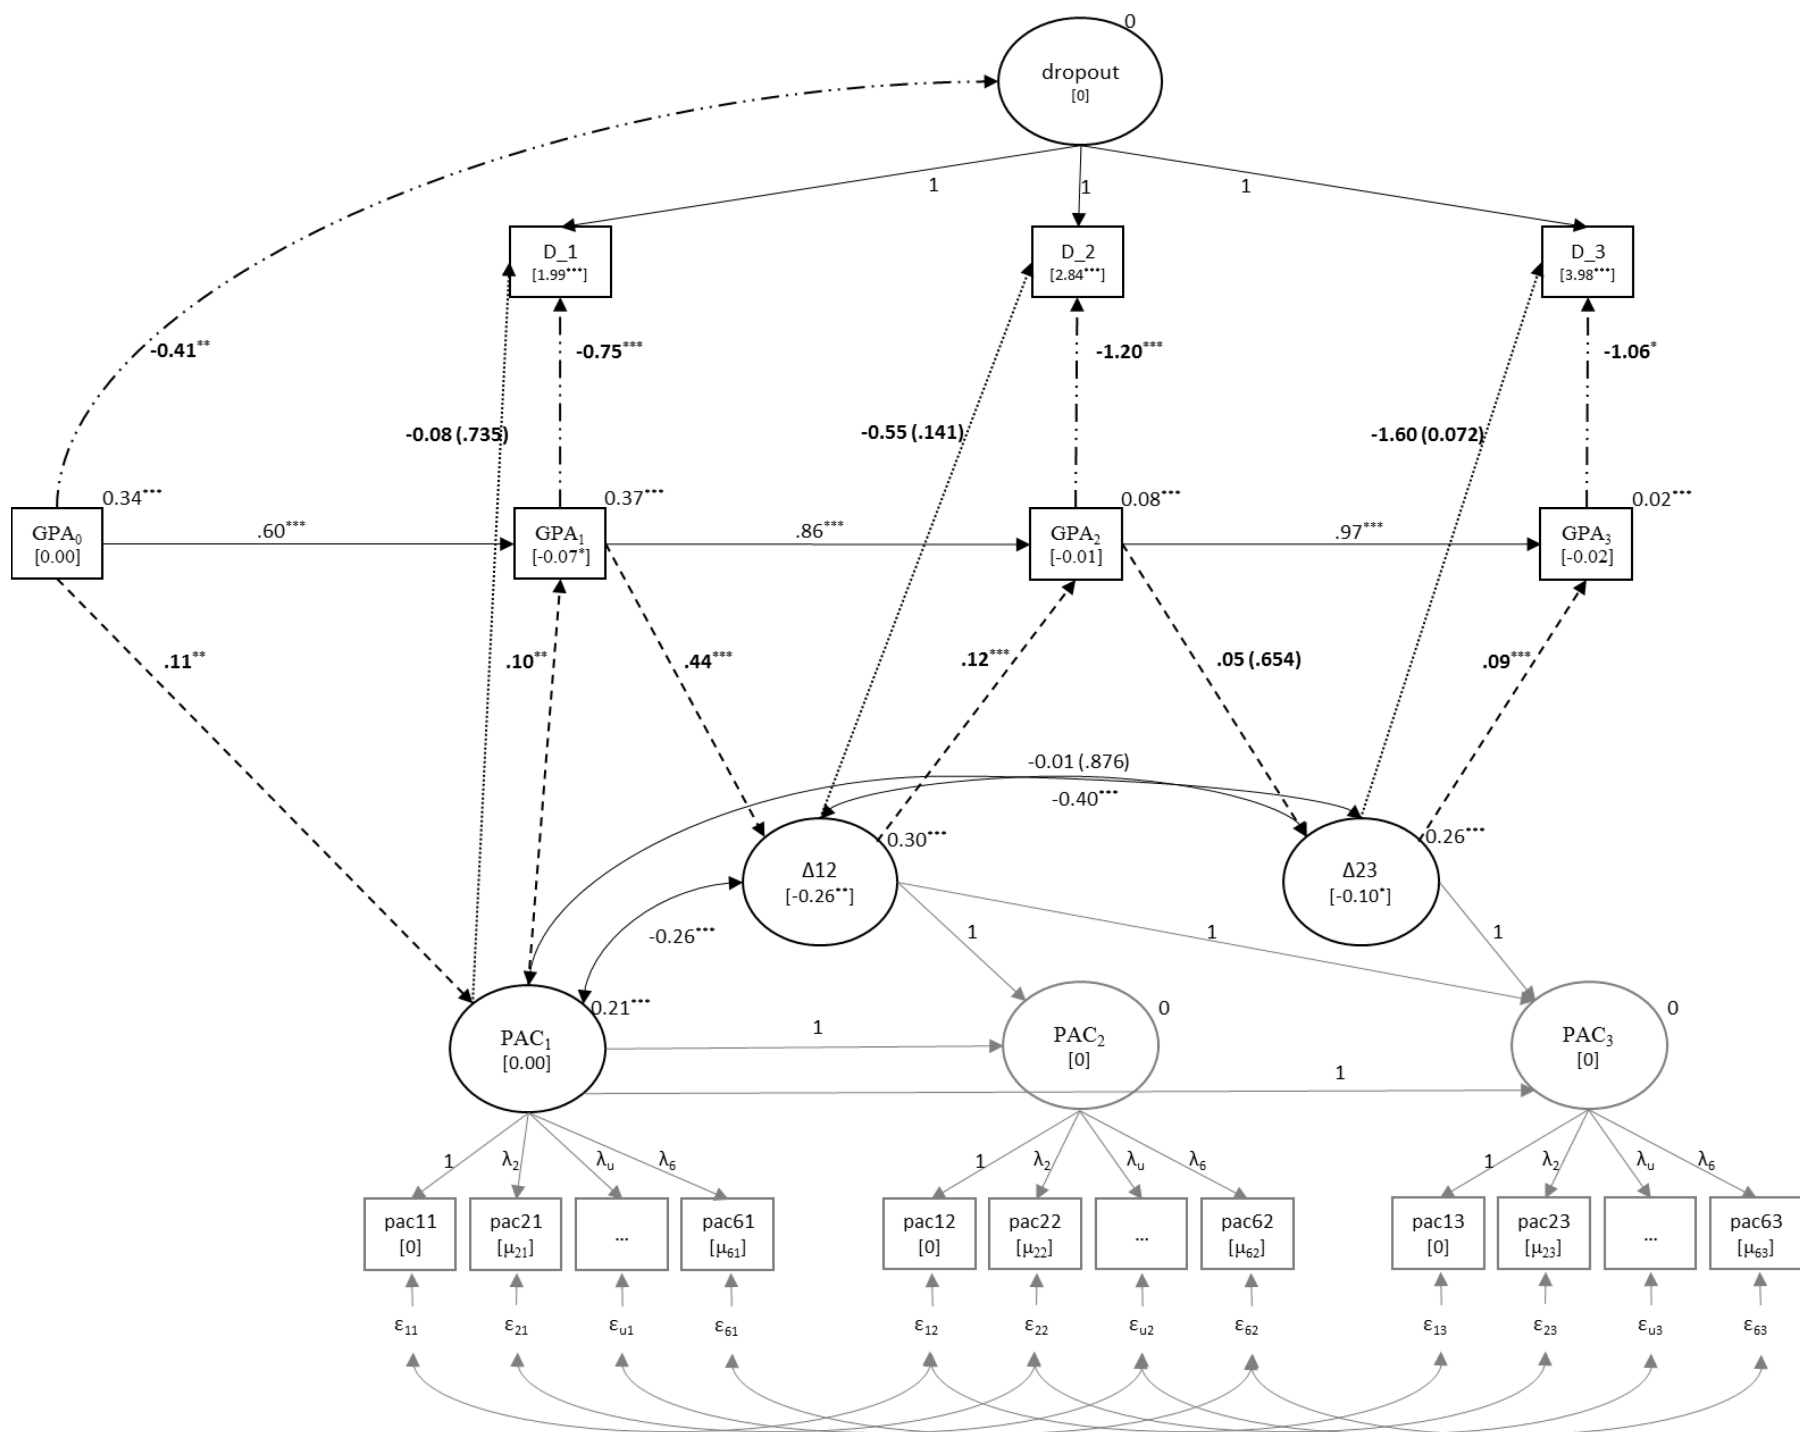 0
dropout
[0]
1
1
1
D_1
[1.99***]
D_2
[2.84***]
D_3
[3.98***]
-0.41**
-0.75***
-1.20***
-1.06*
-0.08 (.735)
-0.55 (.141)
-1.60 (0.072)
0.34***
0.37***
0.08***
0.02***
GPA₀
[0.00]
.60***
GPA₁
[-0.07*]
.86***
GPA₂
[-0.01]
.97***
GPA₃
[-0.02]
.11**
.10**
.44***
.12***
.05 (.654)
.09***
-0.01 (.876)
-0.40***
0.30***
0.26***
Δ12
[-0.26**]
Δ23
[-0.10*]
-0.26***
1
1
1
0.21***
0
0
PAC₁
[0.00]
1
PAC₂
[0]
PAC₃
[0]
1
1 λ₂ λᵤ λ₆
1 λ₂ λᵤ λ₆
1 λ₂ λᵤ λ₆
pac11
[0]
pac21
[μ₂₁]
...
pac61
[μ₆₁]
pac12
[0]
pac22
[μ₂₂]
...
pac62
[μ₆₂]
pac13
[0]
pac23
[μ₂₃]
...
pac63
[μ₆₃]
ε₁₁ ε₂₁ εᵤ₁ ε₆₁ ε₁₂ ε₂₂ εᵤ₂ ε₆₂ ε₁₃ ε₂₃ εᵤ₃ ε₆₃